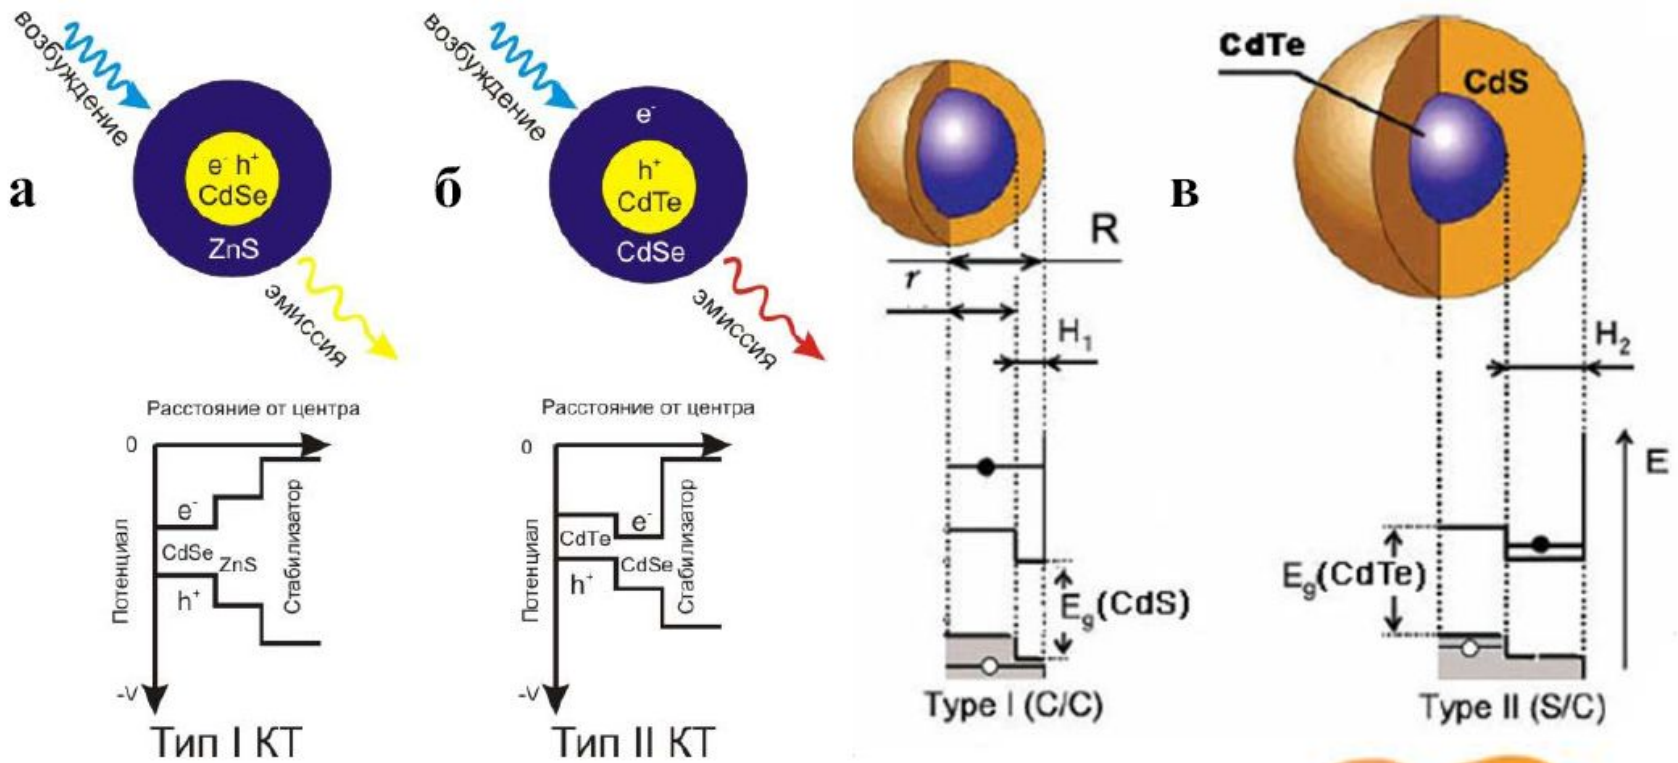 а
возбуждение
e⁻ h⁺
CdSe
ZnS
эмиссия
Расстояние от центра
0
Потенциал
e⁻
CdSe
ZnS
h⁺
Стабилизатор
-V
Тип I КТ
б
возбуждение
e⁻
h⁺
CdTe
CdSe
эмиссия
Расстояние от центра
0
Потенциал
CdTe
e⁻
CdSe
h⁺
Стабилизатор
-V
Тип II КТ
R
r
H₁
Eg(CdS)
Type I (C/C)
в
CdTe
CdS
H₂
E
Eg(CdTe)
Type II (S/C)